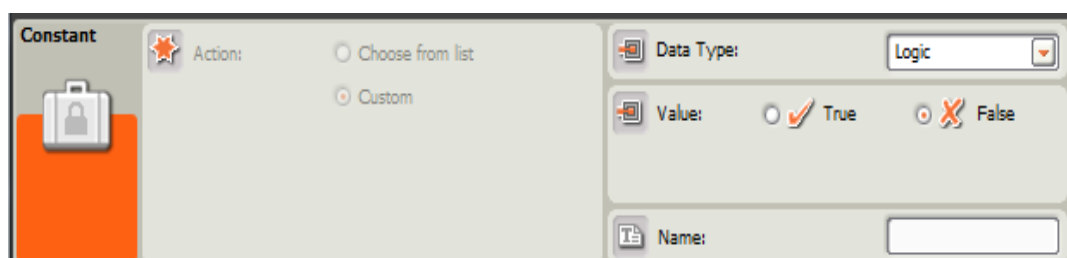 Constant
Action:
Choose from list
Custom
Data Type:
Logic
Value:
True
False
Name: